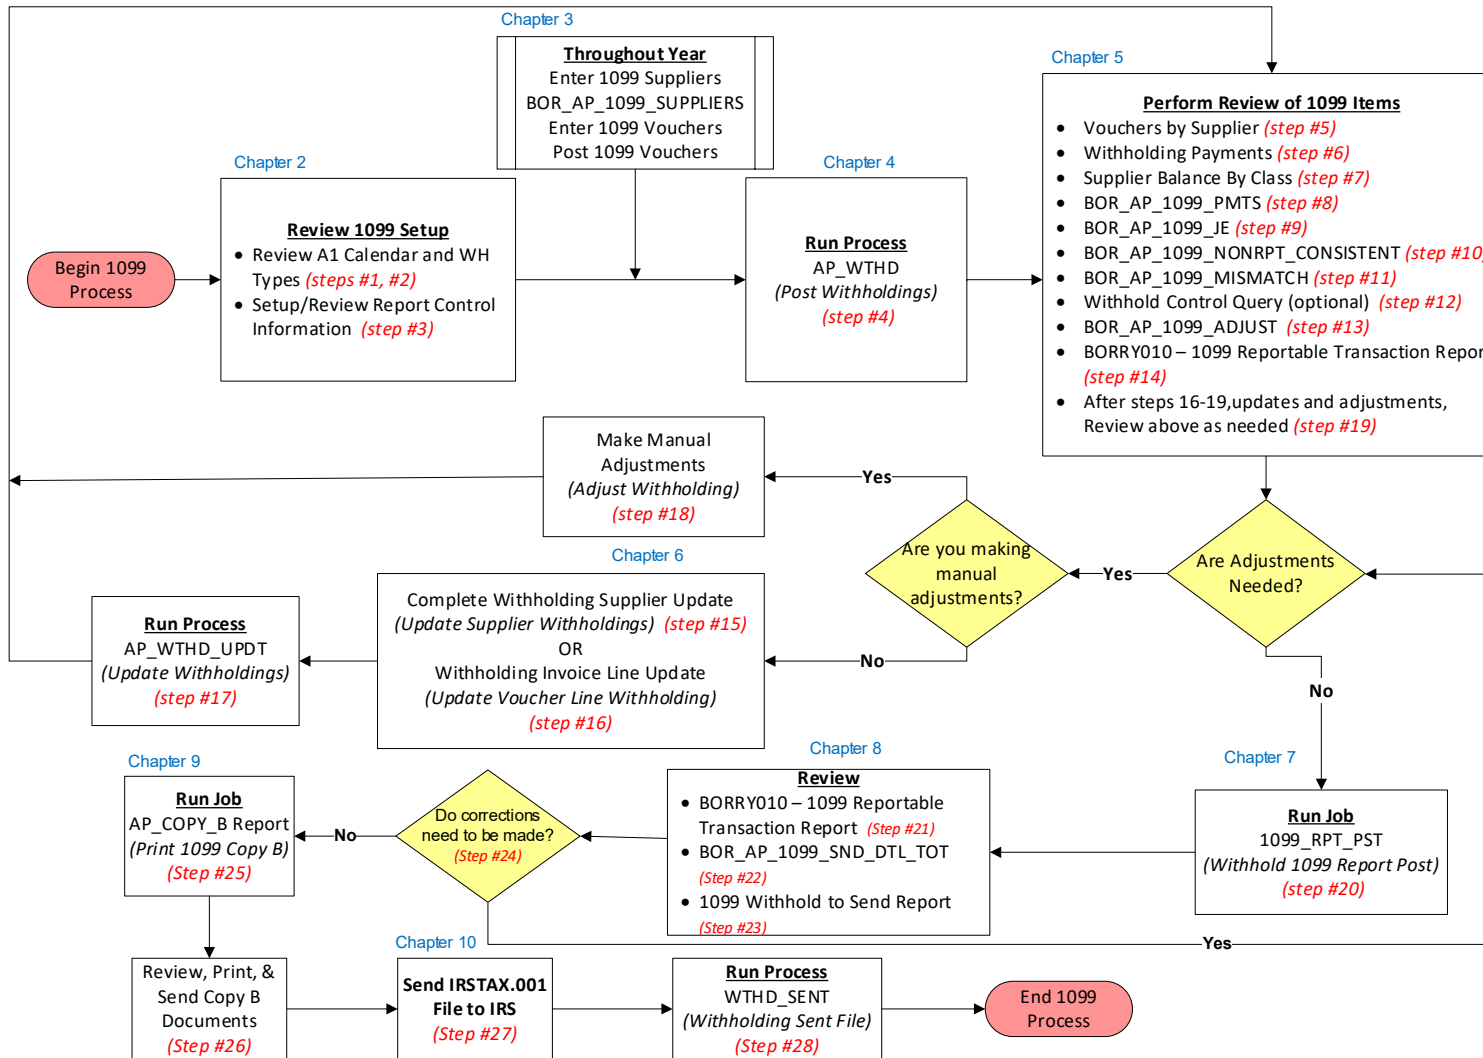 Chapter 3
Throughout Year
Enter 1099 Suppliers
BOR_AP_1099_SUPPLIERS
Enter 1099 Vouchers
Post 1099 Vouchers
Chapter 2
Review 1099 Setup
• Review A1 Calendar and WH
Types (steps #1, #2)
• Setup/Review Report Control
Information (step #3)
Begin 1099
Process
Chapter 4
Run Process
AP_WTHD
(Post Withholdings)
(step #4)
Chapter 5
Perform Review of 1099 Items
• Vouchers by Supplier (step #5)
• Withholding Payments (step #6)
• Supplier Balance By Class (step #7)
• BOR_AP_1099_PMTS (step #8)
• BOR_AP_1099_JE (step #9)
• BOR_AP_1099_NONRPT_CONSISTENT (step #10)
• BOR_AP_1099_MISMATCH (step #11)
• Withhold Control Query (optional) (step #12)
• BOR_AP_1099_ADJUST (step #13)
• BORRY010 – 1099 Reportable Transaction Report
(step #14)
• After steps 16-19,updates and adjustments,
Review above as needed (step #19)
Make Manual
Adjustments
(Adjust Withholding)
(step #18)
Yes
Are you making
manual
adjustments?
Yes
Are Adjustments
Needed?
No
No
Chapter 6
Complete Withholding Supplier Update
(Update Supplier Withholdings) (step #15)
OR
Withholding Invoice Line Update
(Update Voucher Line Withholding)
(step #16)
Run Process
AP_WTHD_UPDT
(Update Withholdings)
(step #17)
Chapter 7
Run Job
1099_RPT_PST
(Withhold 1099 Report Post)
(step #20)
Chapter 8
Review
• BORRY010 – 1099 Reportable
Transaction Report (Step #21)
• BOR_AP_1099_SND_DTL_TOT
(Step #22)
• 1099 Withhold to Send Report
(Step #23)
Do corrections
need to be made?
(Step #24)
No
Yes
Chapter 9
Run Job
AP_COPY_B Report
(Print 1099 Copy B)
(Step #25)
Review, Print, &
Send Copy B
Documents
(Step #26)
Chapter 10
Send IRSTAX.001
File to IRS
(Step #27)
Run Process
WTHD_SENT
(Withholding Sent File)
(Step #28)
End 1099
Process